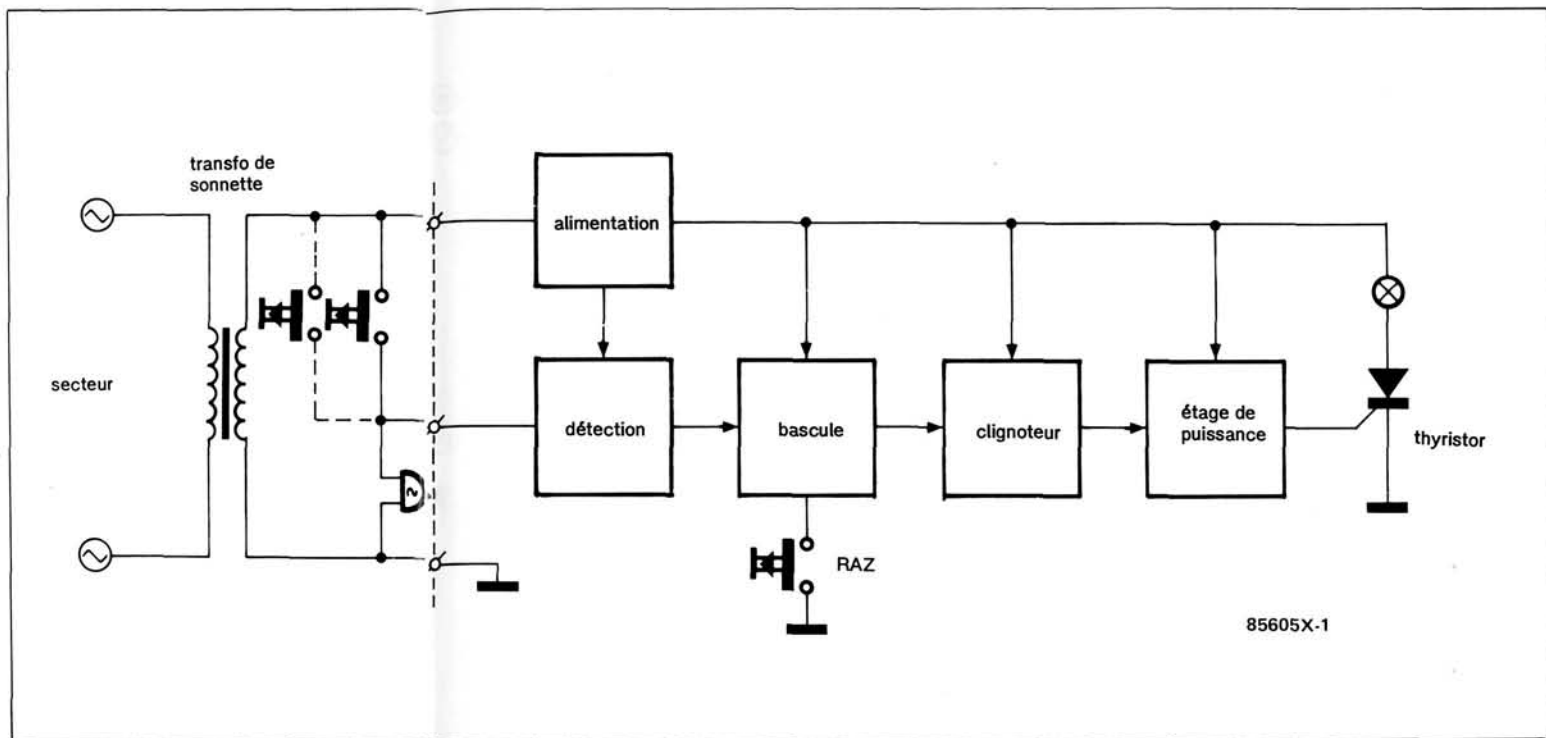 transfo de
sonnette
secteur
alimentation
détection
bascule
clignoteur
étage de
puissance
thyristor
RAZ
85605X-1